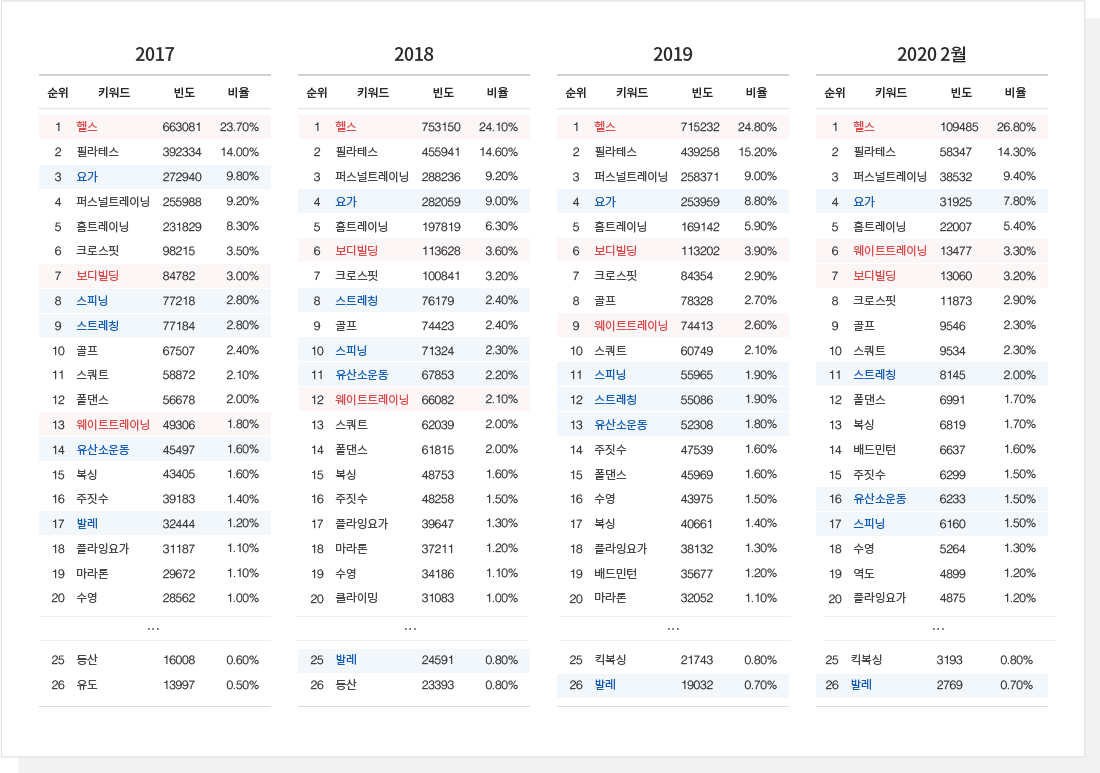 2017 2018 2019 2020 2월
순위 키워드 빈도 비율 순위 키워드 빈도 비율 순위 키워드 빈도 비율 순위 키워드 빈도 비율
1 헬스 663081 23.70% 1 헬스 753150 24.10% 1 헬스 715232 24.80% 1 헬스 109485 26.80%
2 필라테스 392334 14.00% 2 필라테스 455941 14.60% 2 필라테스 439258 15.20% 2 필라테스 58347 14.30%
3 요가 272940 9.80% 3 퍼스널트레이닝 288236 9.20% 3 퍼스널트레이닝 258371 9.00% 3 퍼스널트레이닝 38532 9.40%
4 퍼스널트레이닝 255988 9.20% 4 요가 282059 9.00% 4 요가 253959 8.80% 4 요가 31925 7.80%
5 홈트레이닝 231829 8.30% 5 홈트레이닝 197819 6.30% 5 홈트레이닝 169142 5.90% 5 홈트레이닝 22007 5.40%
6 크로스핏 98215 3.50% 6 보디빌딩 113628 3.60% 6 보디빌딩 113202 3.90% 6 웨이트트레이닝 13477 3.30%
7 보디빌딩 84782 3.00% 7 크로스핏 100841 3.20% 7 크로스핏 84354 2.90% 7 보디빌딩 13060 3.20%
8 스피닝 77218 2.80% 8 스트레칭 76179 2.40% 8 골프 78328 2.70% 8 크로스핏 11873 2.90%
9 스트레칭 77184 2.80% 9 골프 74423 2.40% 9 웨이트트레이닝 74413 2.60% 9 골프 9546 2.30%
10 골프 67507 2.40% 10 스피닝 71324 2.30% 10 스쿼트 60749 2.10% 10 스쿼트 9534 2.30%
11 스쿼트 58872 2.10% 11 유산소운동 67853 2.20% 11 스피닝 55965 1.90% 11 스트레칭 8145 2.00%
12 폴댄스 56678 2.00% 12 웨이트트레이닝 66082 2.10% 12 스트레칭 55086 1.90% 12 폴댄스 6991 1.70%
13 웨이트트레이닝 49306 1.80% 13 스쿼트 62039 2.00% 13 유산소운동 52308 1.80% 13 복싱 6819 1.70%
14 유산소운동 45497 1.60% 14 폴댄스 61815 2.00% 14 주짓수 47539 1.60% 14 배드민턴 6637 1.60%
15 복싱 43405 1.60% 15 복싱 48753 1.60% 15 폴댄스 45969 1.60% 15 주짓수 6299 1.50%
16 주짓수 39183 1.40% 16 주짓수 48258 1.50% 16 수영 43975 1.50% 16 유산소운동 6233 1.50%
17 발레 32444 1.20% 17 플라잉요가 39647 1.30% 17 복싱 40661 1.40% 17 스피닝 6160 1.50%
18 플라잉요가 31187 1.10% 18 마라톤 37211 1.20% 18 플라잉요가 38132 1.30% 18 수영 5264 1.30%
19 마라톤 29672 1.10% 19 수영 34186 1.10% 19 배드민턴 35677 1.20% 19 역도 4899 1.20%
20 수영 28562 1.00% 20 클라이밍 31083 1.00% 20 마라톤 32052 1.10% 20 플라잉요가 4875 1.20%
... ... ... ...
25 등산 16008 0.60% 25 발레 24591 0.80% 25 킥복싱 21743 0.80% 25 킥복싱 3193 0.80%
26 유도 13997 0.50% 26 등산 23393 0.80% 26 발레 19032 0.70% 26 발레 2769 0.70%